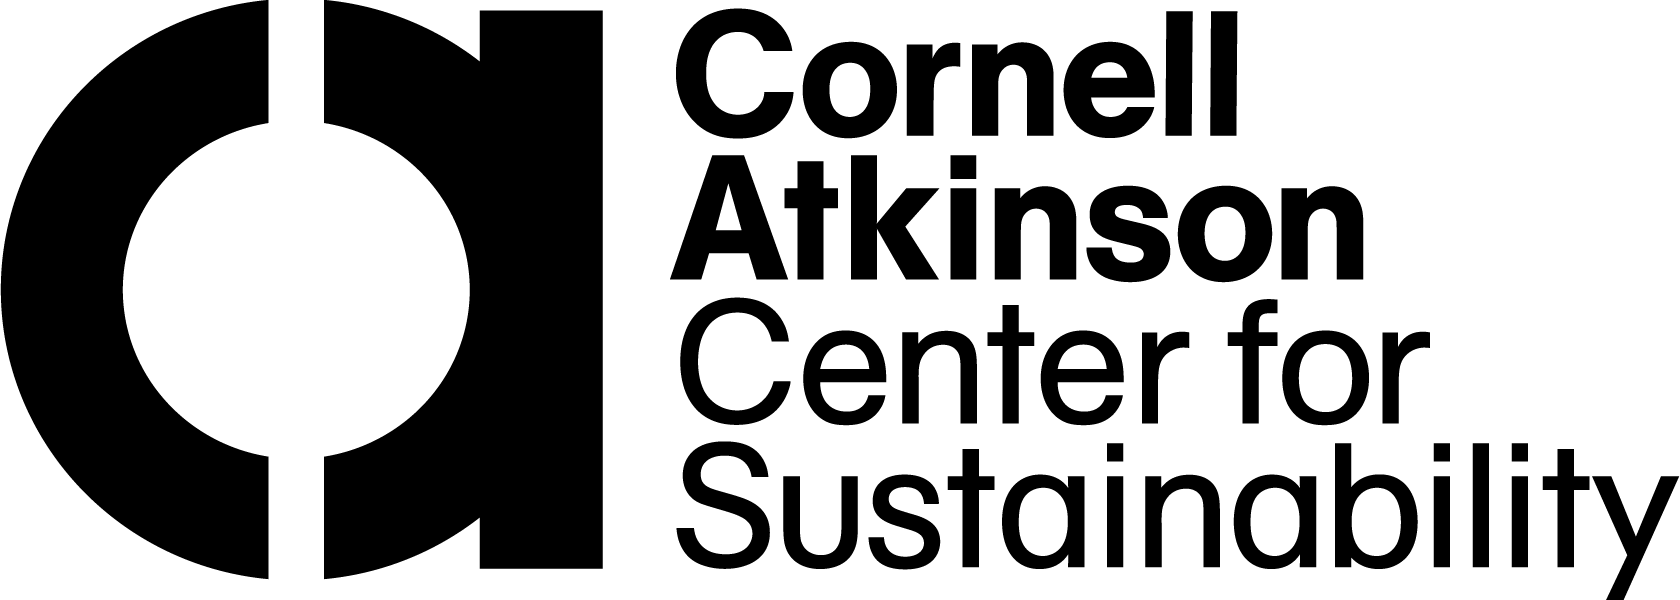 Cornell
Atkinson
Center for
Sustainability